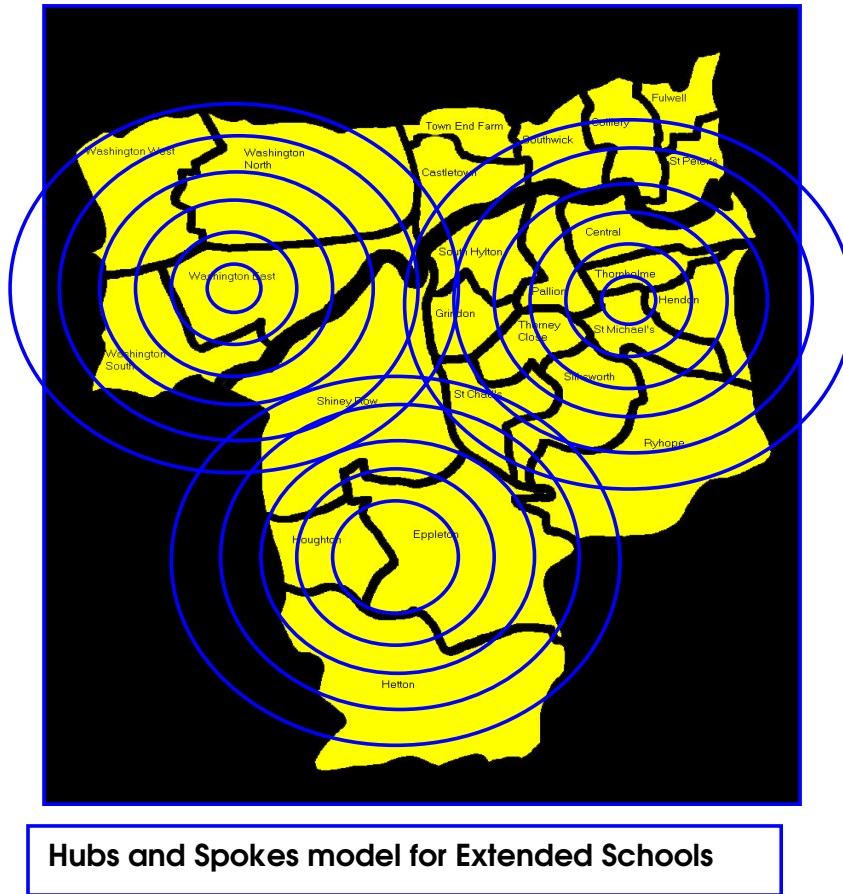 Fulwell
Colliery
Town End Farm
Southwick
Washington West
Washington
North
St Peter's
Castletown
Central
South Hylton
Washington East
Thornholme
Pallion
Hendon
Grindon
Thorney
Close
St Michael's
Washington
South
Silksworth
St Chad's
Shiney Row
Ryhope
Eppleton
Houghton
Hetton
Hubs and Spokes model for Extended Schools